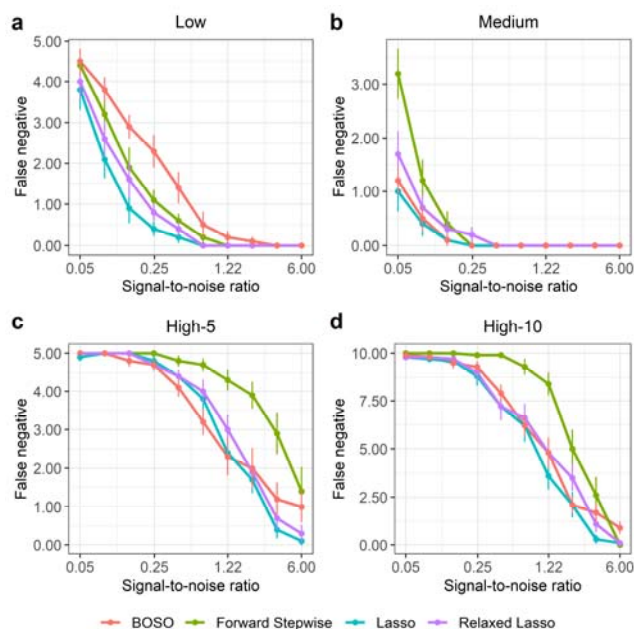 a Low
5.00
4.00
3.00
2.00
1.00
0.00
False negative
0.05 0.25 1.22 6.00
Signal-to-noise ratio
b Medium
3.00
2.00
1.00
0.00
False negative
0.05 0.25 1.22 6.00
Signal-to-noise ratio
c High-5
5.00
4.00
3.00
2.00
1.00
0.00
False negative
0.05 0.25 1.22 6.00
Signal-to-noise ratio
d High-10
10.00
7.50
5.00
2.50
0.00
False negative
0.05 0.25 1.22 6.00
Signal-to-noise ratio
BOSO Forward Stepwise Lasso Relaxed Lasso